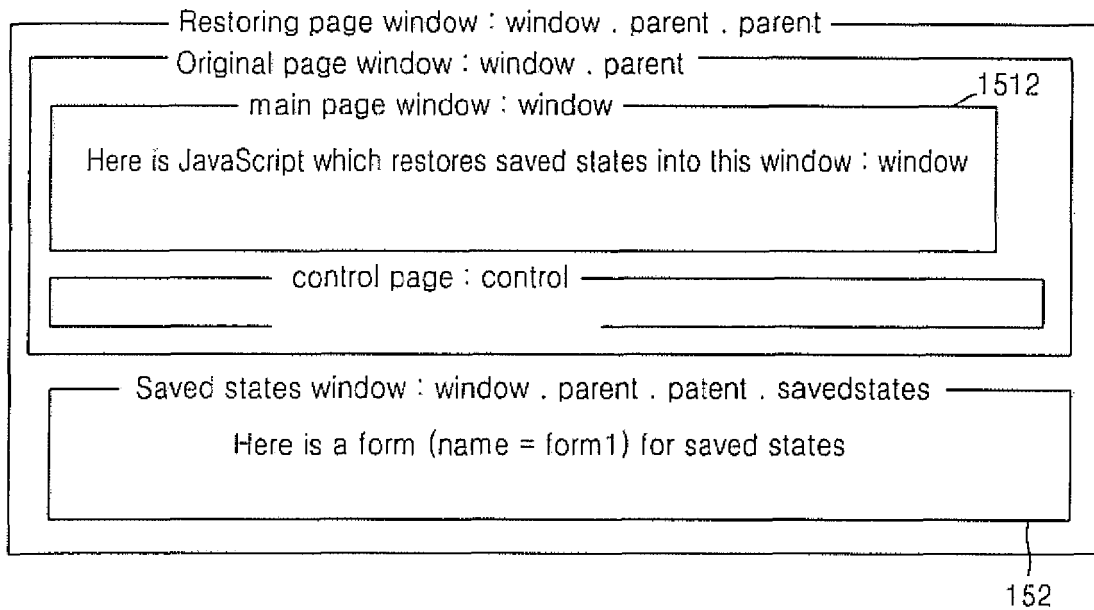 Restoring page window : window . parent . parent
Original page window : window . parent
1512
main page window : window
Here is JavaScript which restores saved states into this window : window
control page : control
Saved states window : window . parent . patent . savedstates
Here is a form (name = form1) for saved states
152